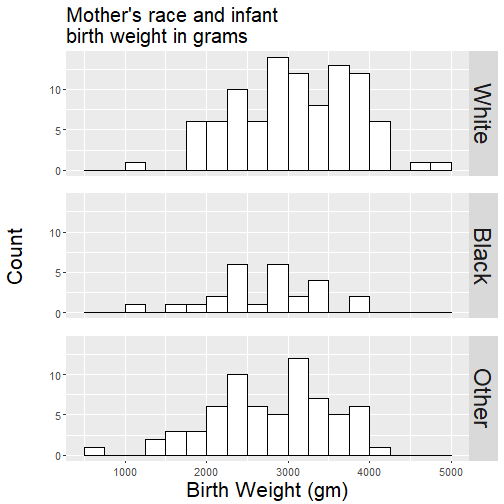 Mother's race and infant
birth weight in grams
Count
10
5
0
White
10
5
0
Black
10
5
0
Other
1000 2000 3000 4000 5000
Birth Weight (gm)